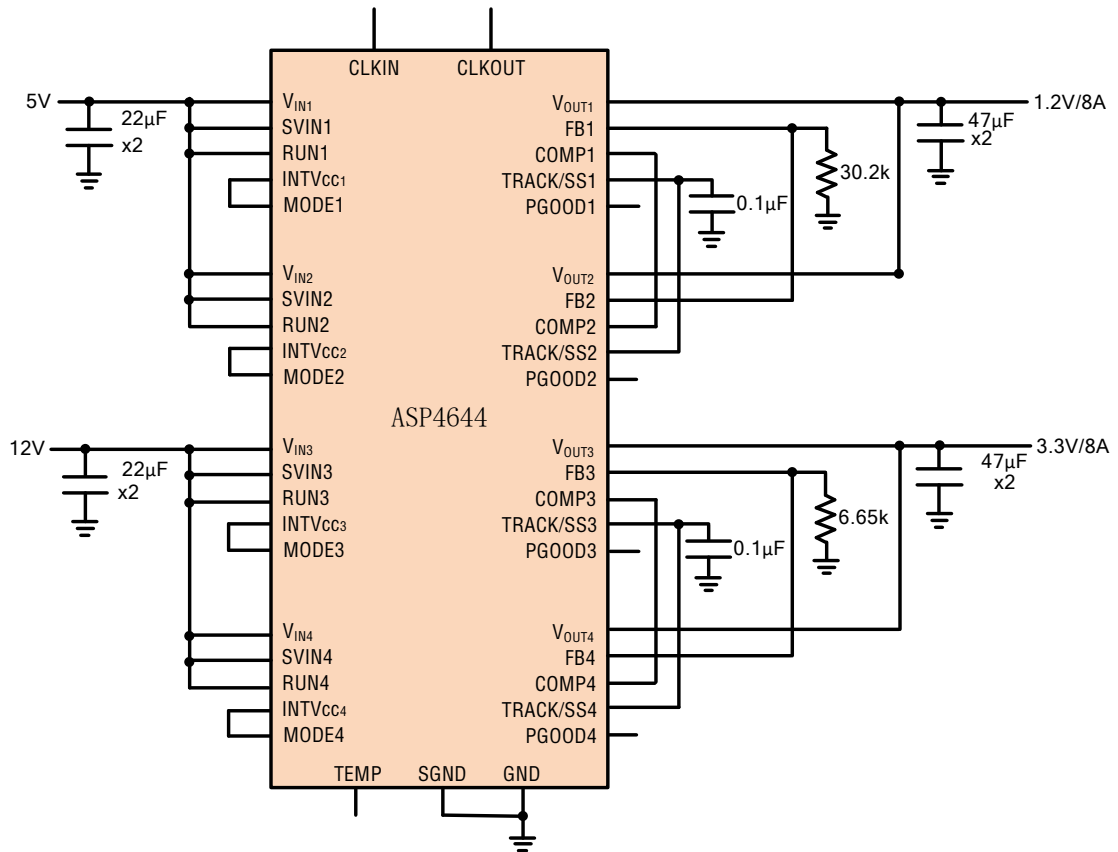 CLKIN CLKOUT
5V
22µF
x2
VIN1
SVIN1
RUN1
INTVCC1
MODE1
VIN2
SVIN2
RUN2
INTVCC2
MODE2
12V
22µF
x2
VIN3
SVIN3
RUN3
INTVCC3
MODE3
VIN4
SVIN4
RUN4
INTVCC4
MODE4
ASP4644
VOUT1
FB1
COMP1
TRACK/SS1
PGOOD1
VOUT2
FB2
COMP2
TRACK/SS2
PGOOD2
VOUT3
FB3
COMP3
TRACK/SS3
PGOOD3
VOUT4
FB4
COMP4
TRACK/SS4
PGOOD4
1.2V/8A
47µF
x2
30.2k
0.1µF
3.3V/8A
47µF
x2
6.65k
0.1µF
TEMP SGND GND